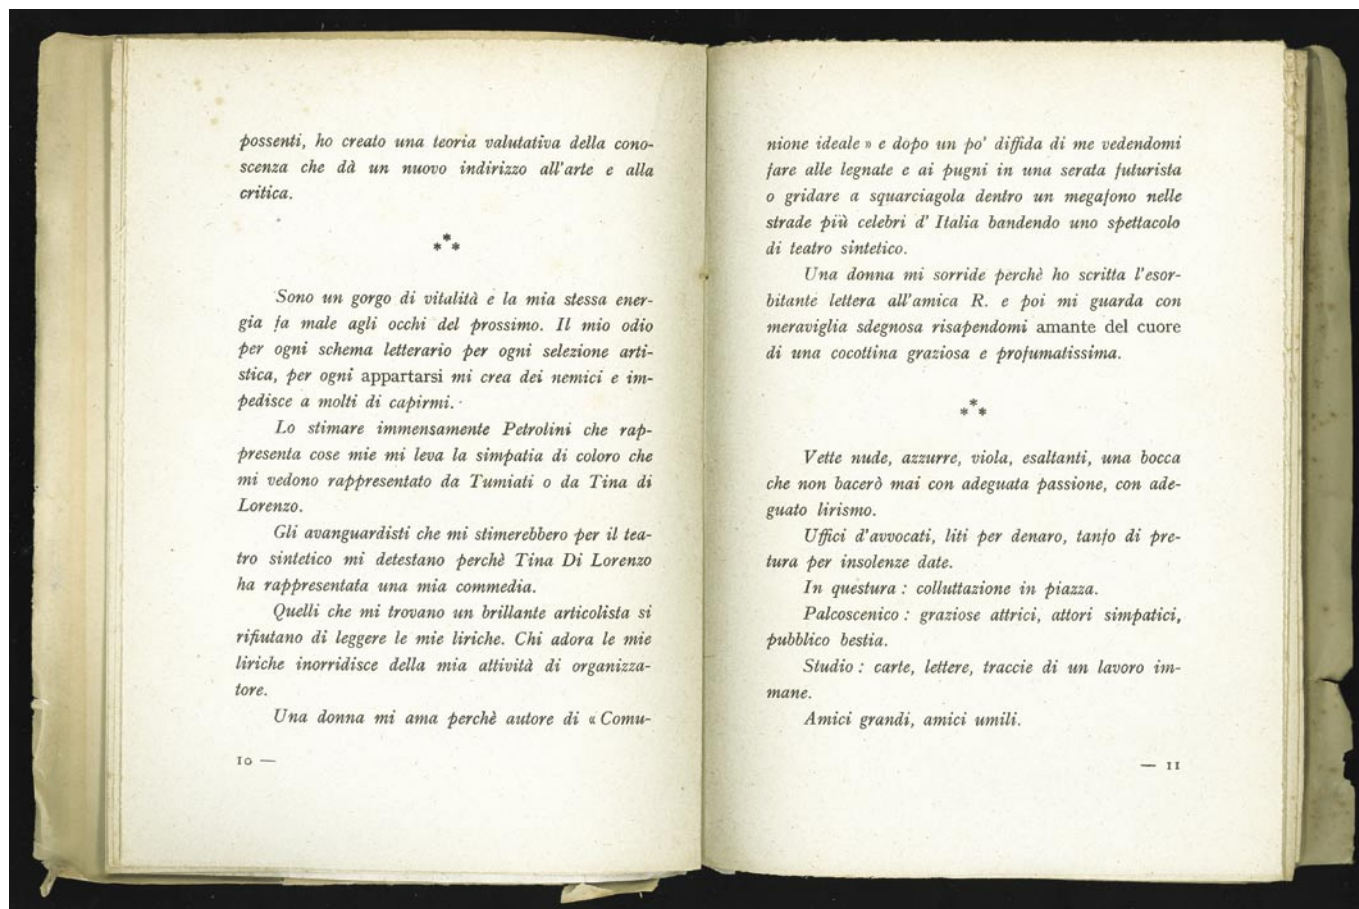 possenti, ho creato una teoria valutativa della cono-
scenza che dà un nuovo indirizzo all'arte e alla
critica.
***
Sono un gorgo di vitalità e la mia stessa ener-
gia fa male agli occhi del prossimo. Il mio odio
per ogni schema letterario per ogni selezione arti-
stica, per ogni appartarsi mi crea dei nemici e im-
pedisce a molti di capirmi.
Lo stimare immensamente Petrolini che rap-
presenta cose mie mi leva la simpatia di coloro che
mi vedono rappresentato da Tumiati o da Tina di
Lorenzo.
Gli avanguardisti che mi stimerebbero per il tea-
tro sintetico mi detestano perchè Tina Di Lorenzo
ha rappresentata una mia commedia.
Quelli che mi trovano un brillante articolista si
rifiutano di leggere le mie liriche. Chi adora le mie
liriche inorridisce della mia attività di organizza-
tore.
Una donna mi ama perchè autore di « Comu-
10 —
nione ideale » e dopo un po' diffida di me vedendomi
fare alle legnate e ai pugni in una serata futurista
o gridare a squarciagola dentro un megafono nelle
strade più celebri d' Italia bandendo uno spettacolo
di teatro sintetico.
Una donna mi sorride perchè ho scritta l'esor-
bitante lettera all'amica R. e poi mi guarda con
meraviglia sdegnosa risapendomi amante del cuore
di una cocottina graziosa e profumatissima.
***
Vette nude, azzurre, viola, esaltanti, una bocca
che non bacerò mai con adeguata passione, con ade-
guato lirismo.
Uffici d'avvocati, liti per denaro, tanfo di pre-
tura per insolenze date.
In questura : colluttazione in piazza.
Palcoscenico : graziose attrici, attori simpatici,
pubblico bestia.
Studio : carte, lettere, traccie di un lavoro im-
mane.
Amici grandi, amici umili.
— 11